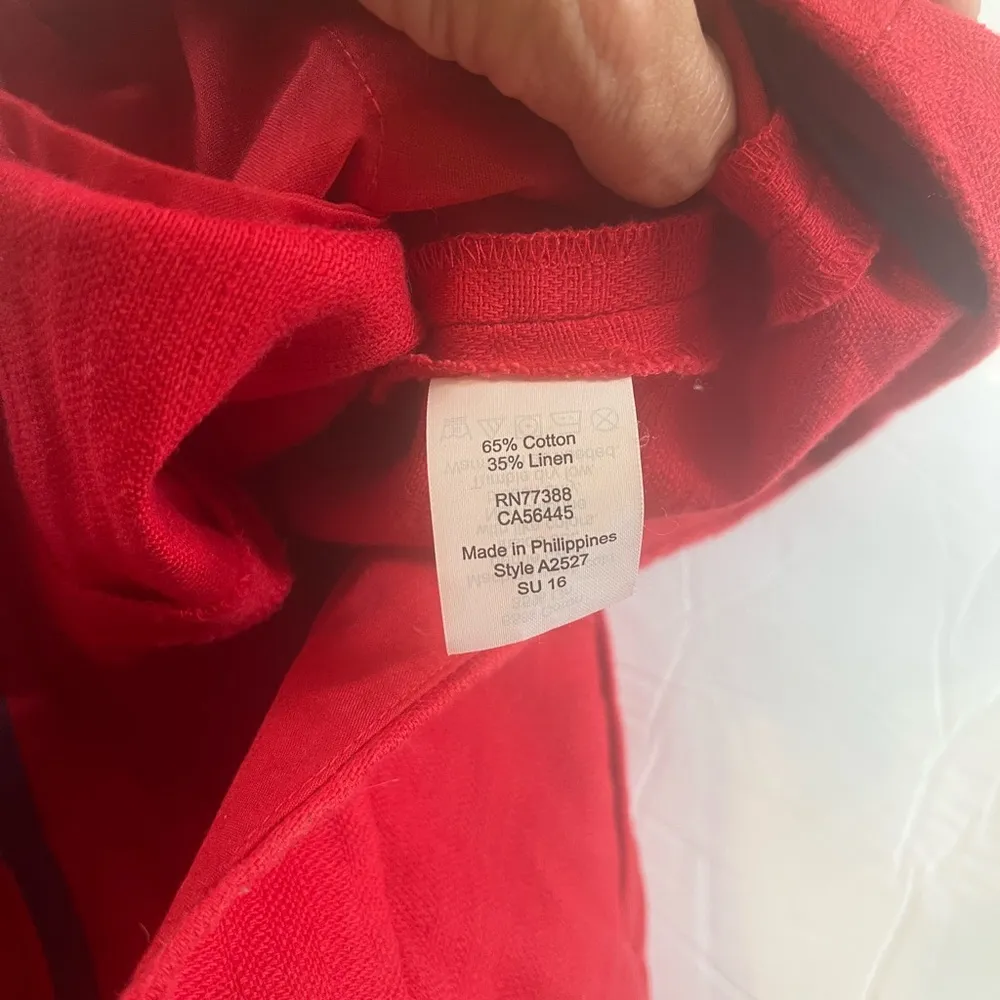 65% Cotton
35% Linen
RN77388
CA56445
Made in Philippines
Style A2527
SU 16